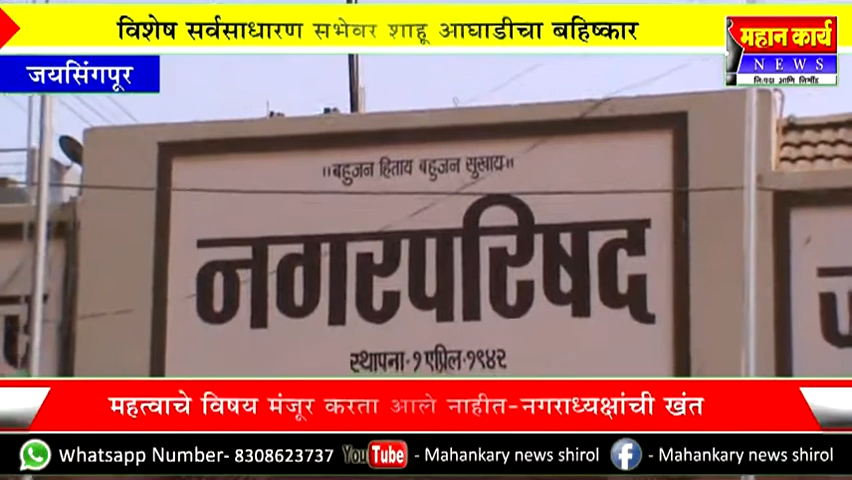 विशेष सर्वसाधारण सभेवर शाहू आघाडीचा बहिष्कार
महान कार्य
NEWS
जयसिंगपूर
॥बहुजन हिताय बहुजन सुखाय॥
नगरपरिषद
स्थापना-१ एप्रिल-१९४२
महत्वाचे विषय मंजूर करता आले नाहीत-नगराध्यक्षांची खंत
Whatsapp Number- 8308623737 YouTube - Mahankary news shirol f - Mahankary news shirol